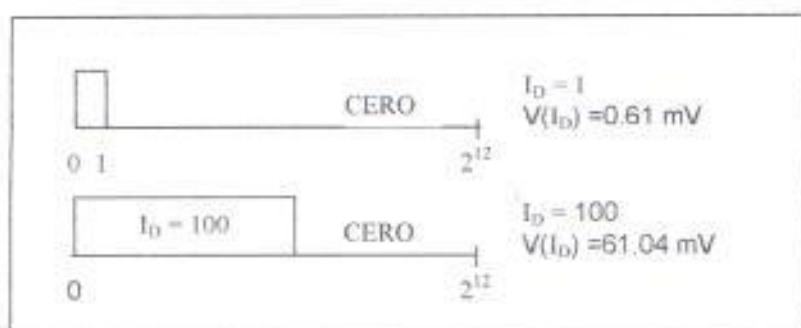 I_D = 1
CERO
V(I_D) =0.61 mV
0 1
2^12
I_D = 100
CERO
I_D = 100
V(I_D) =61.04 mV
0
2^12